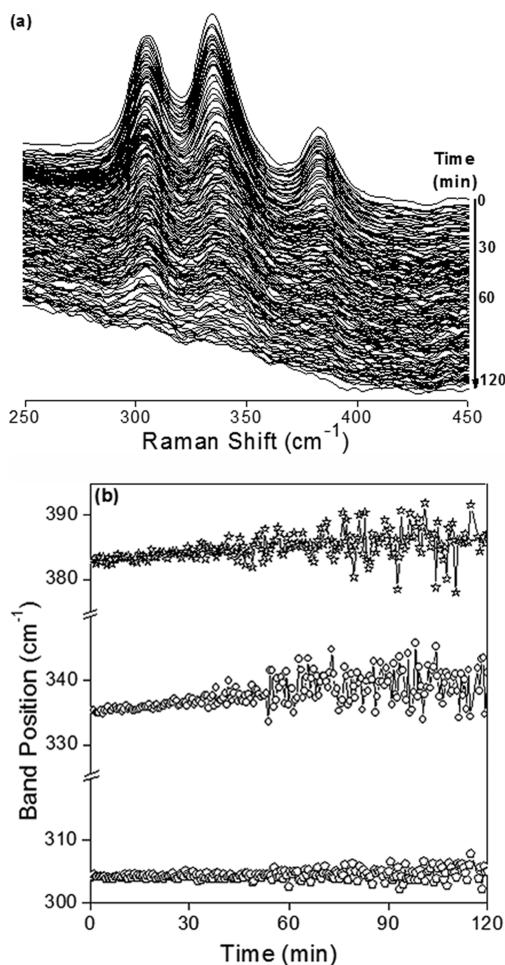 (a)
Time
(min)
0
30
60
120
250 300 350 400 450
Raman Shift (cm⁻¹)
(b)
390
380
340
330
310
300
Band Position (cm⁻¹)
0 30 60 90 120
Time (min)